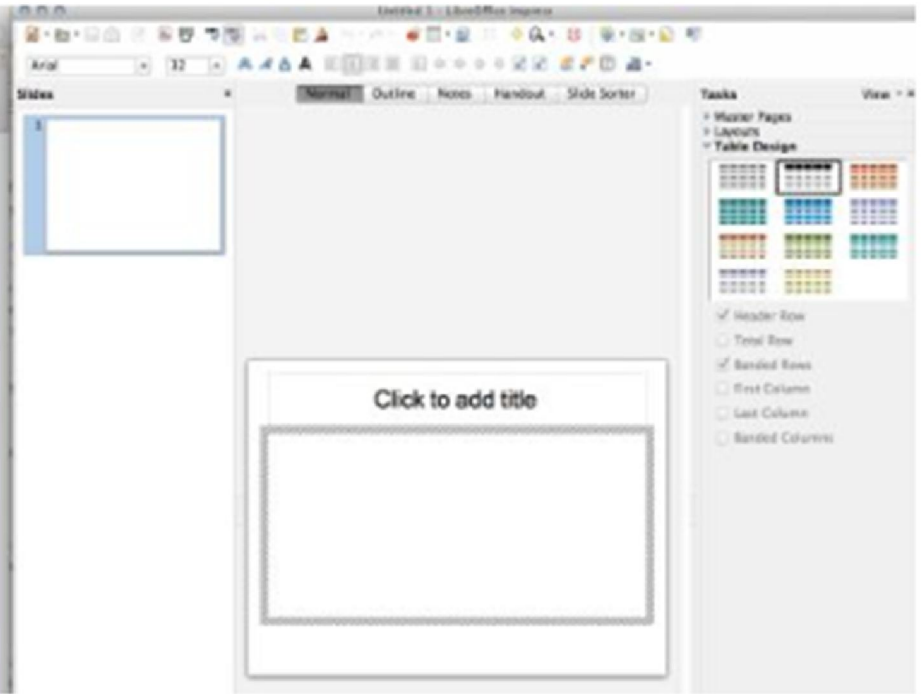 Untitled 1 - LibreOffice Impress
Arial 32
Slides
Normal Outline Notes Handout Slide Sorter
Tasks View
1
Master Pages
Layouts
Table Design
Header Row
Total Row
Banded Rows
First Column
Last Column
Banded Columns
Click to add title